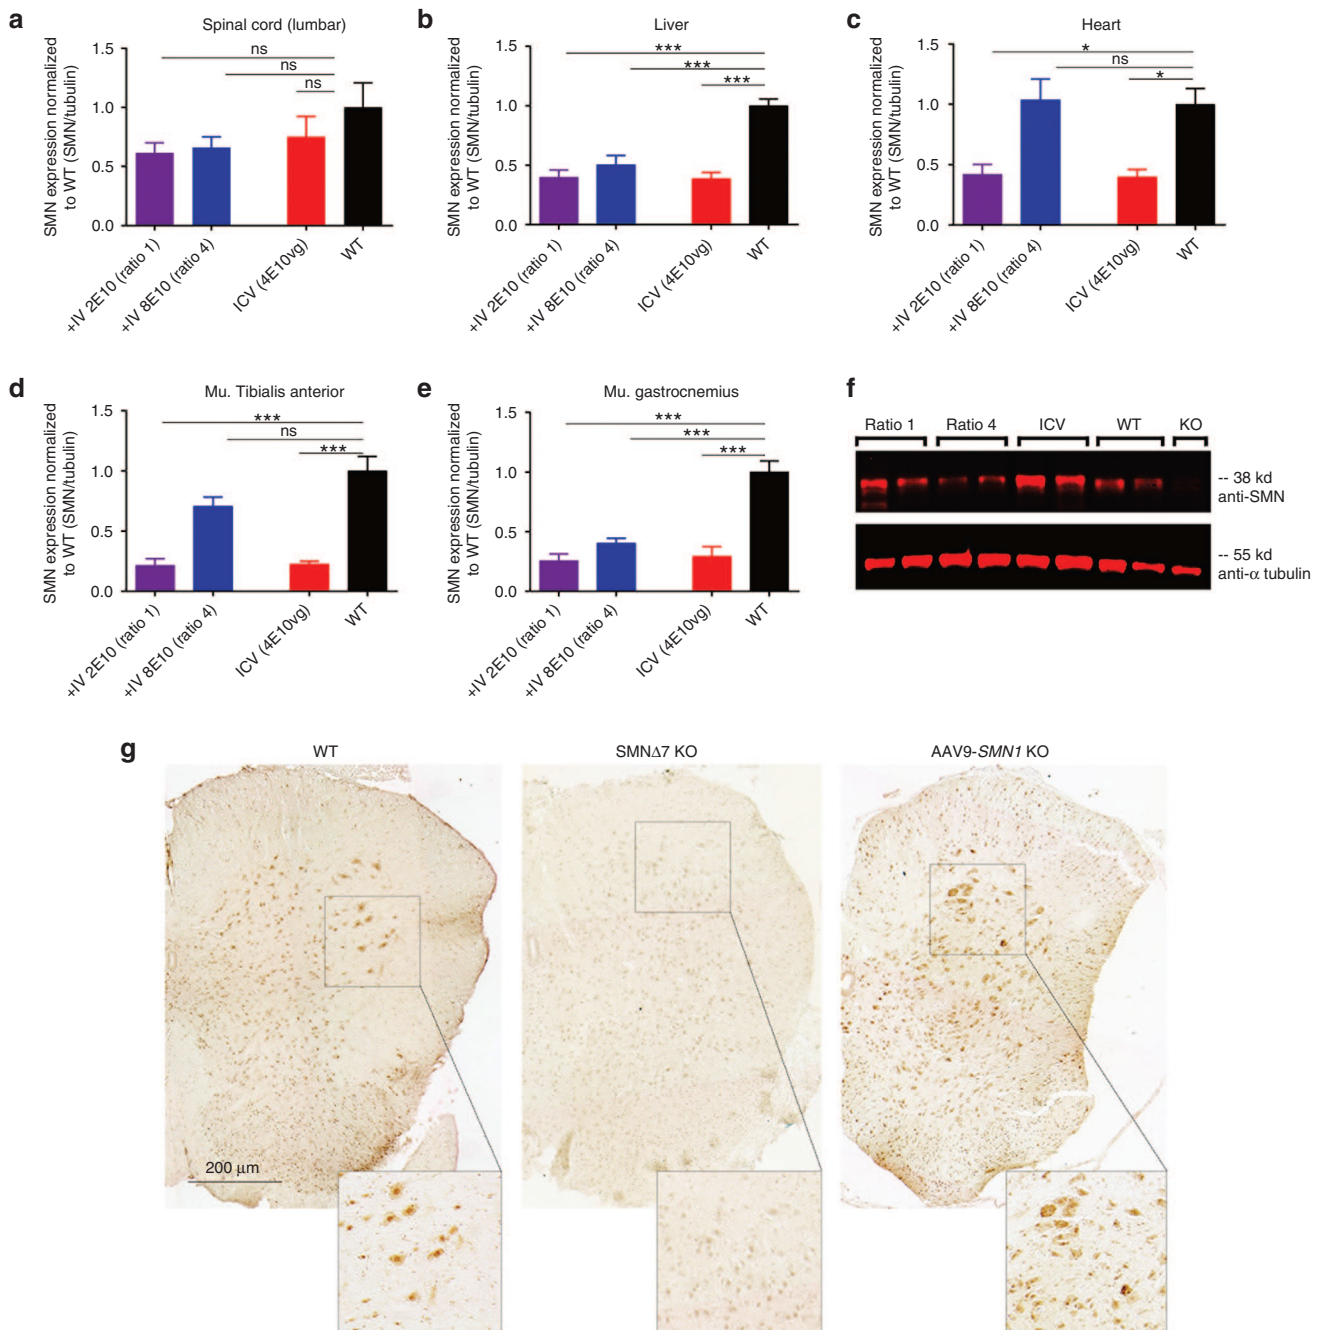 a
Spinal cord (lumbar)
SMN expression normalized
to WT (SMN/tubulin)
1.5
1.0
0.5
0.0
ns
ns
ns
+IV 2E10 (ratio 1)
+IV 8E10 (ratio 4)
ICV (4E10vg)
WT
b
Liver
SMN expression normalized
to WT (SMN/tubulin)
1.5
1.0
0.5
0.0
***
***
***
+IV 2E10 (ratio 1)
+IV 8E10 (ratio 4)
ICV (4E10vg)
WT
c
Heart
SMN expression normalized
to WT (SMN/tubulin)
1.5
1.0
0.5
0.0
*
ns
*
+IV 2E10 (ratio 1)
+IV 8E10 (ratio 4)
ICV (4E10vg)
WT
d
Mu. Tibialis anterior
SMN expression normalized
to WT (SMN/tubulin)
1.5
1.0
0.5
0.0
***
ns
***
+IV 2E10 (ratio 1)
+IV 8E10 (ratio 4)
ICV (4E10vg)
WT
e
Mu. gastrocnemius
SMN expression normalized
to WT (SMN/tubulin)
1.5
1.0
0.5
0.0
***
***
***
+IV 2E10 (ratio 1)
+IV 8E10 (ratio 4)
ICV (4E10vg)
WT
f
Ratio 1 Ratio 4 ICV WT KO
-- 38 kd
anti-SMN
-- 55 kd
anti-α tubulin
g
WT
SMNΔ7 KO
AAV9-SMN1 KO
200 μm